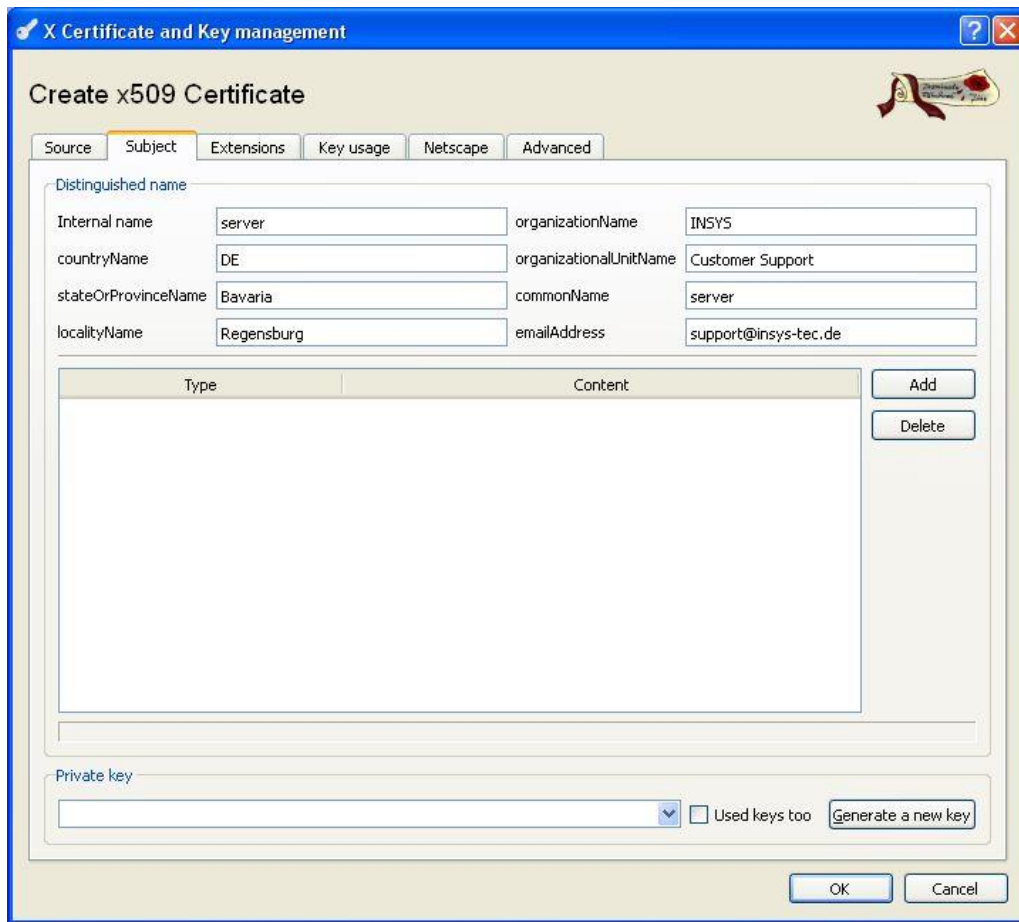 X Certificate and Key management
Create x509 Certificate
Source Subject Extensions Key usage Netscape Advanced
Distinguished name
Internal name server organizationName INSYS
countryName DE organizationalUnitName Customer Support
stateOrProvinceName Bavaria commonName server
localityName Regensburg emailAddress support@insys-tec.de
Type Content Add
Delete
Private key
Used keys too Generate a new key
OK Cancel